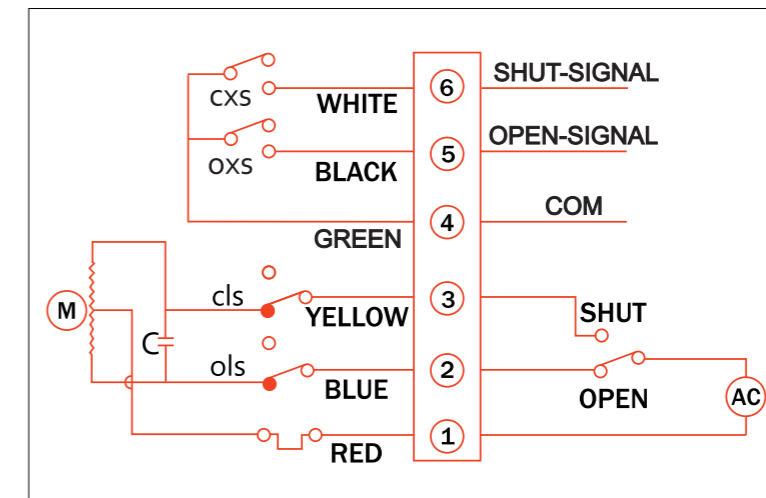 6 SHUT-SIGNAL
cxs WHITE
5 OPEN-SIGNAL
oxs BLACK
4 COM
GREEN
3
cls YELLOW SHUT
M
C
ols 2
BLUE OPEN AC
1
RED